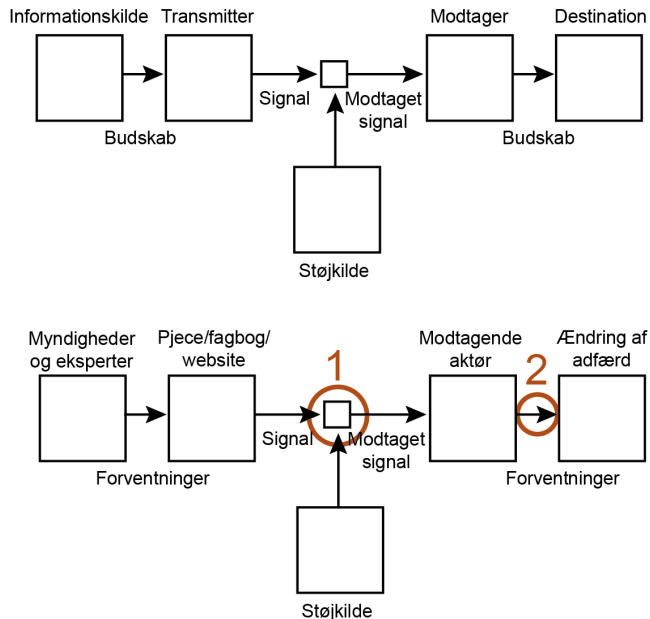 Informationskilde
Transmitter
Modtager
Destination
Signal
Modtaget
signal
Budskab
Budskab
Støjkilde
Myndigheder
og eksperter
Pjece/fagbog/
website
1
Modtagende
aktør
2
Ændring af
adfærd
Signal
Modtaget
signal
Forventninger
Forventninger
Støjkilde